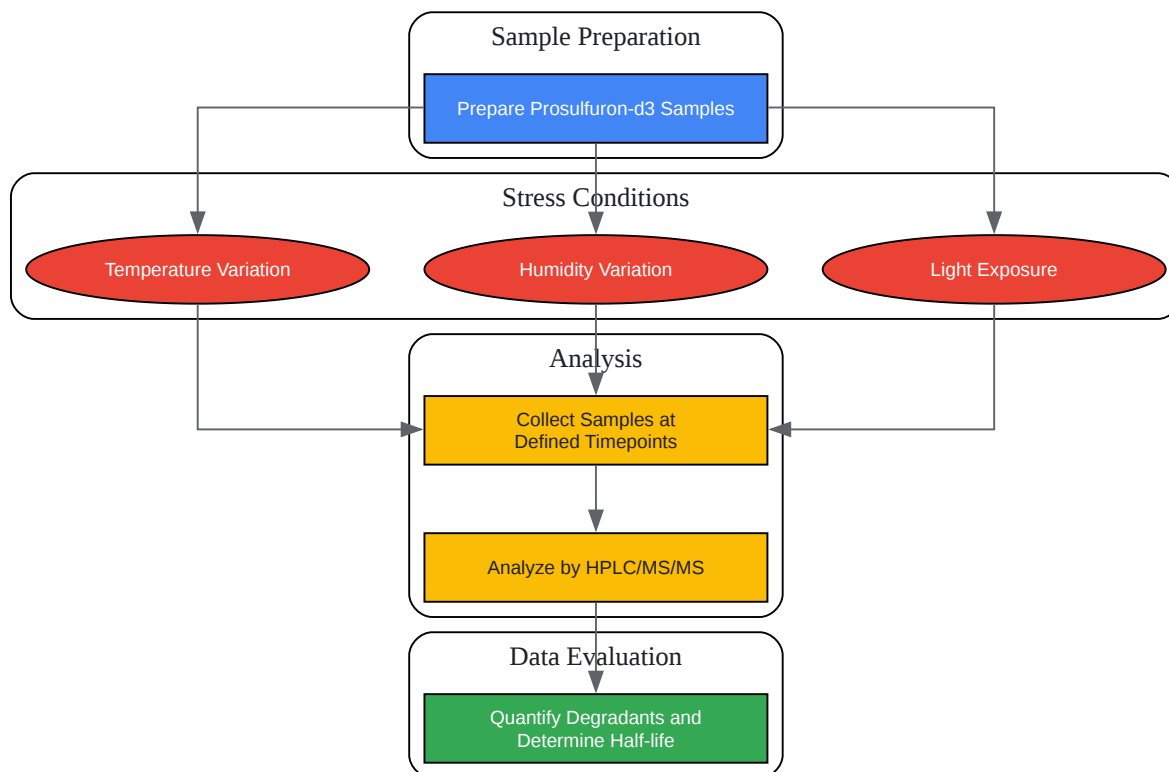 Sample Preparation
Prepare Prosulfuron-d3 Samples
Stress Conditions
Temperature Variation
Humidity Variation
Light Exposure
Analysis
Collect Samples at
Defined Timepoints
Analyze by HPLC/MS/MS
Data Evaluation
Quantify Degradants and
Determine Half-life